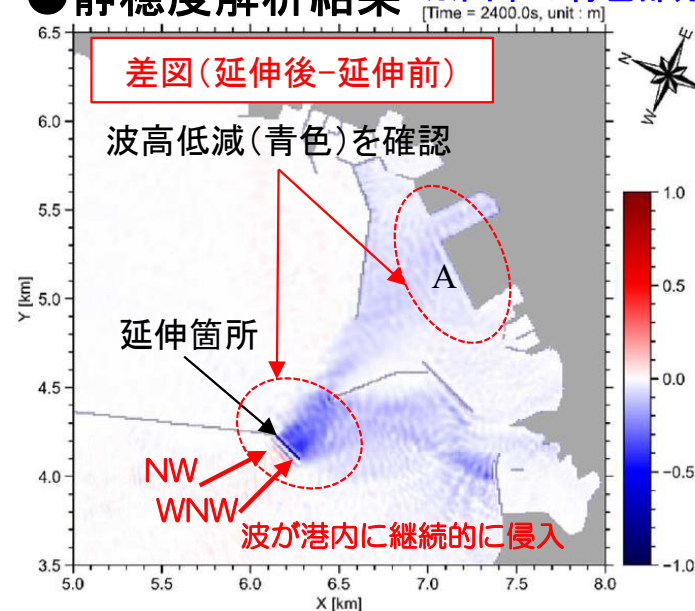 ●静穏度解析結果
[Time = 2400.0s, unit : m]
差図(延伸後-延伸前)
波高低減(青色)を確認
A
延伸箇所
NW
WNW
波が港内に継続的に侵入
N
E
W
6.5
6.0
5.5
5.0
4.5
4.0
3.5
Y [km]
5.0 5.5 6.0 6.5 7.0 7.5 8.0
X [km]
1.0
0.5
0.0
−0.5
−1.0